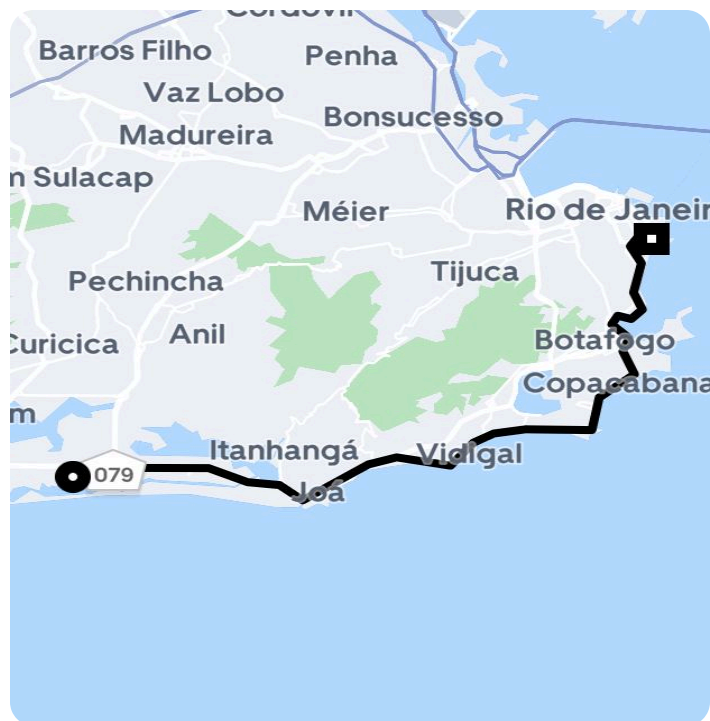 Cordovil
Barros Filho
Penha
Vaz Lobo
Bonsucesso
Madureira
m Sulacap
Méier
Rio de Janeir
Tijuca
Pechincha
Anil
Curicica
Botafogo
Copacabana
m
Itanhangá
Vidigal
079
Joá